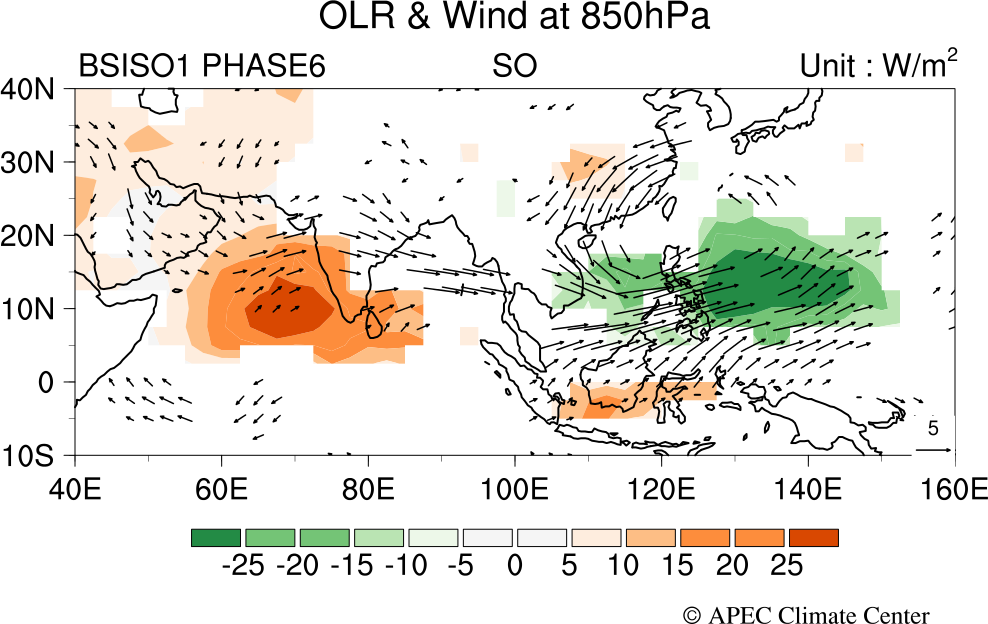 OLR & Wind at 850hPa
BSISO1 PHASE6 SO Unit : W/m²
40N
30N
20N
10N
0
10S
5
40E 60E 80E 100E 120E 140E 160E
-25 -20 -15 -10 -5 0 5 10 15 20 25
© APEC Climate Center